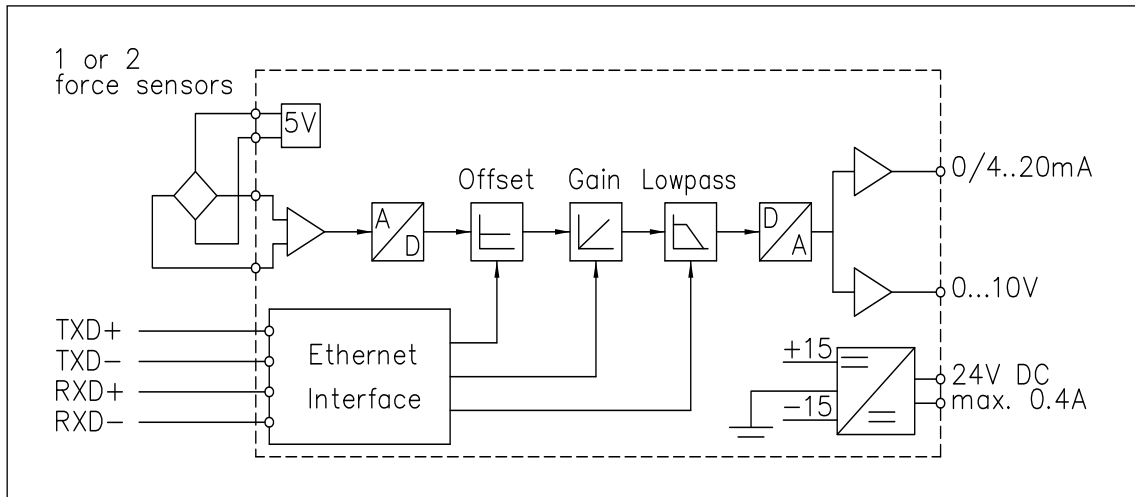 1 or 2
force sensors
5V
Offset
Gain
Lowpass
A
D
D
A
0/4..20mA
0...10V
TXD+
TXD-
RXD+
RXD-
Ethernet
Interface
+15
-15
24V DC
max. 0.4A